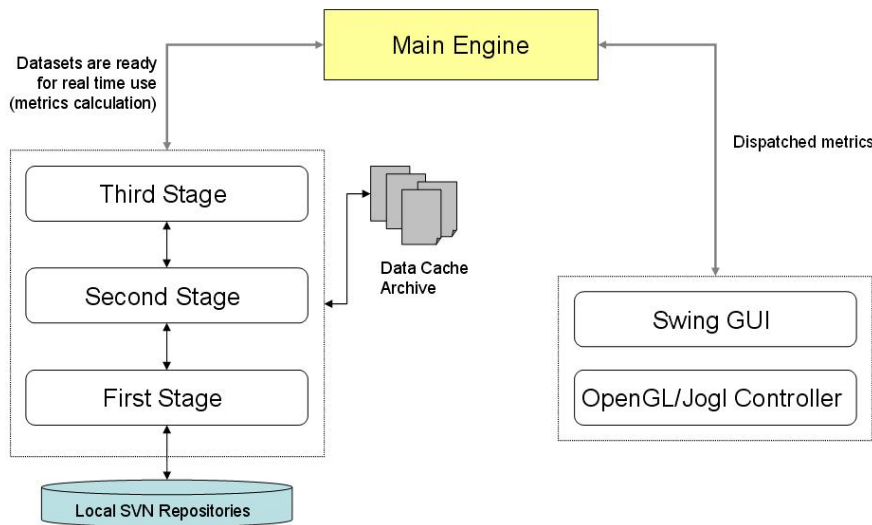 Main Engine
Datasets are ready
for real time use
(metrics calculation)
Dispatched metrics
Third Stage
Second Stage
First Stage
Data Cache
Archive
Swing GUI
OpenGL/Jogl Controller
Local SVN Repositories